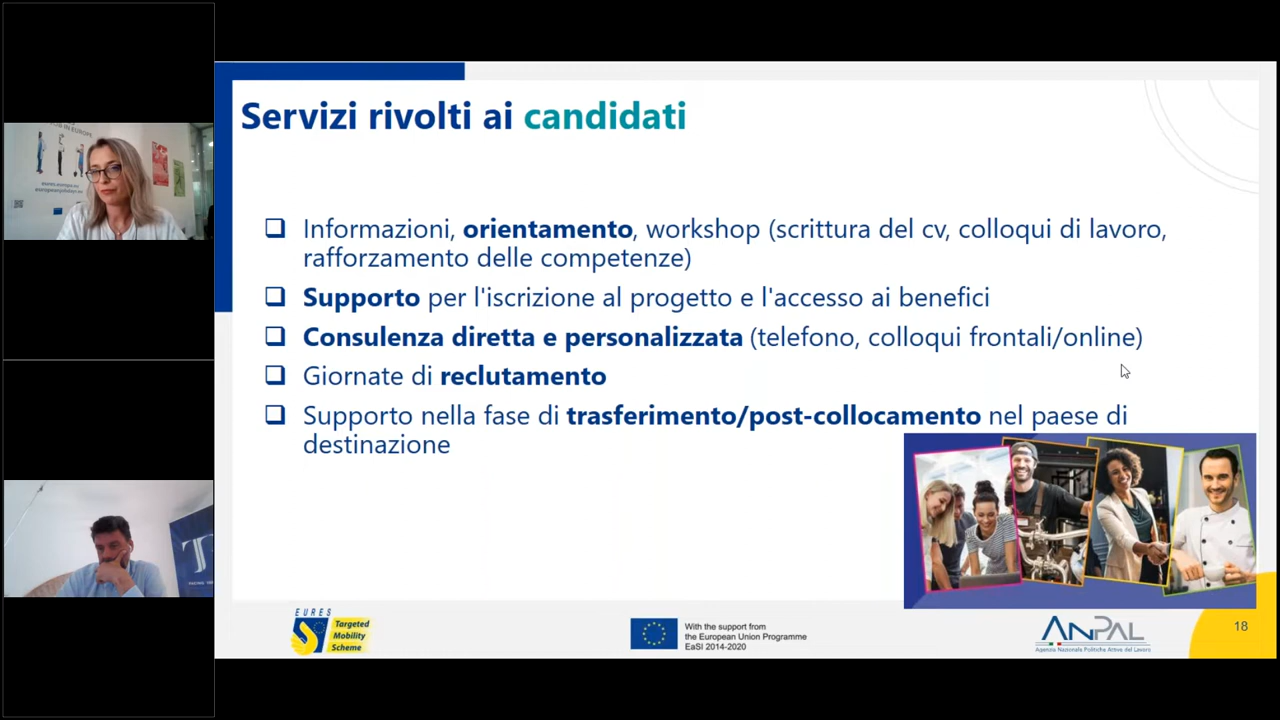 Servizi rivolti ai candidati
Informazioni, orientamento, workshop (scrittura del cv, colloqui di lavoro,
rafforzamento delle competenze)
Supporto per l'iscrizione al progetto e l'accesso ai benefici
Consulenza diretta e personalizzata (telefono, colloqui frontali/online)
Giornate di reclutamento
Supporto nella fase di trasferimento/post-collocamento nel paese di
destinazione
EURES
Targeted
Mobility
Scheme
With the support from
the European Union Programme
EaSI 2014-2020
ANPAL
Agenzia Nazionale Politiche Attive del Lavoro
18